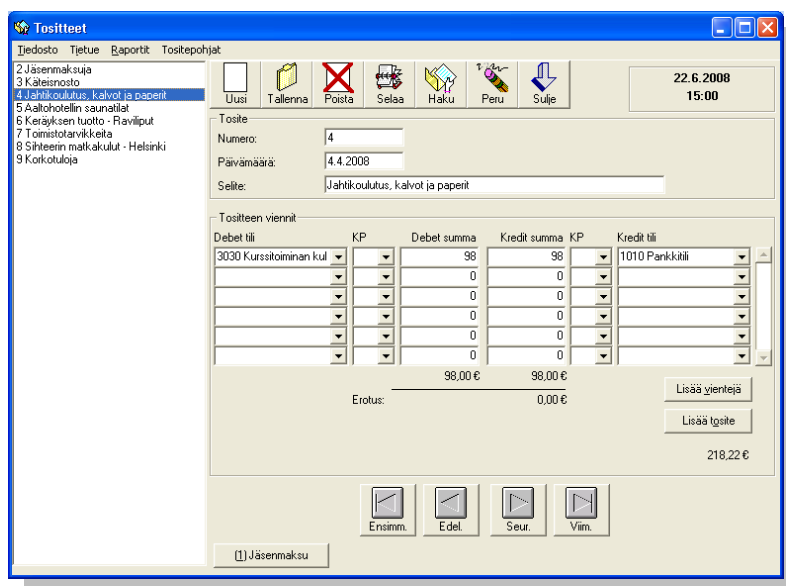 Tositteet
Tiedosto Tietue Raportit Tositepohjat
2 Jäsenmaksuja
3 Käteisnosto
4 Jahtikoulutus, kalvot ja paperit
5 Aaltohotellin saunatilat
6 Keräyksen tuotto - Raviliput
7 Toimistotarvikkeita
8 Sihteerin matkakulut - Helsinki
9 Korkotuloja
Uusi Tallenna Poista Selaa Haku Peru Sulje
22.6.2008
15:00
Tosite
Numero: 4
Päivämäärä: 4.4.2008
Selite: Jahtikoulutus, kalvot ja paperit
Tositteen viennit
Debet tili KP Debet summa Kredit summa KP Kredit tili
3030 Kurssitoiminan kul 98 98 1010 Pankkitili
0 0
0 0
0 0
0 0
0 0
98,00 € 98,00 €
Erotus: 0,00 €
Lisää vientejä
Lisää tosite
218,22 €
Ensimm. Edel. Seur. Viim.
(1) Jäsenmaksu